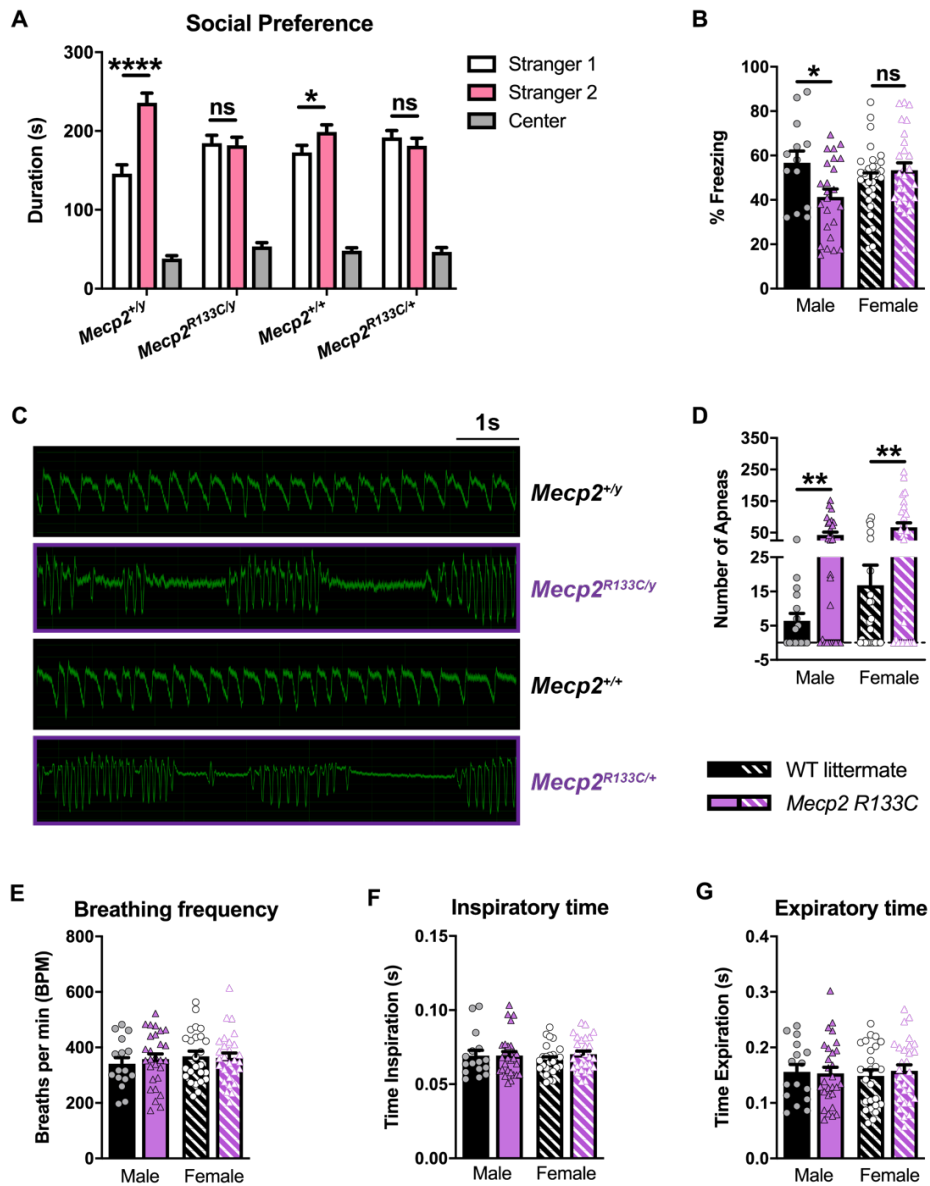 A
Social Preference
Duration (s)
300
200
100
0
****
ns
*
ns
Mecp2+/y
Mecp2R133C/y
Mecp2+/+
Mecp2R133C/+
Stranger 1
Stranger 2
Center
B
% Freezing
100
80
60
40
20
0
*
ns
Male
Female
C
1s
Mecp2+/y
Mecp2R133C/y
Mecp2+/+
Mecp2R133C/+
D
Number of Apneas
350
250
150
50
25
15
5
-5
**
**
Male
Female
WT littermate
Mecp2 R133C
E
Breathing frequency
Breaths per min (BPM)
800
600
400
200
0
Male
Female
F
Inspiratory time
Time Inspiration (s)
0.15
0.10
0.05
0.00
Male
Female
G
Expiratory time
Time Expiration (s)
0.4
0.3
0.2
0.1
0.0
Male
Female